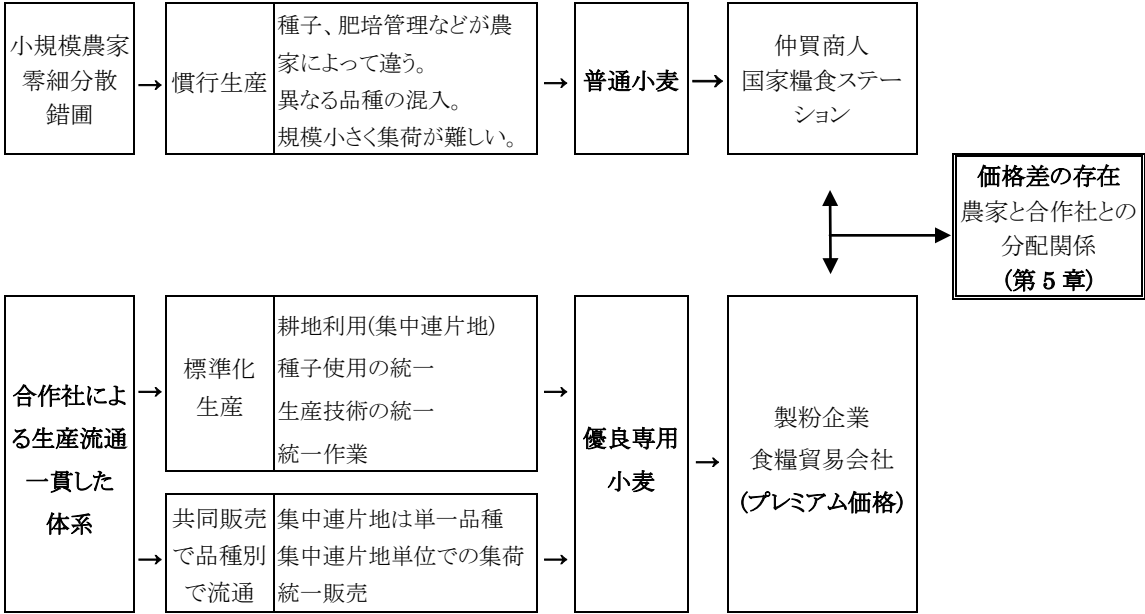 小規模農家
零細分散
錯圃
→
慣行生産
種子、肥培管理などが農
家によって違う。
異なる品種の混入。
規模小さく集荷が難しい。
→
普通小麦
→
仲買商人
国家糧食ステー
ション
価格差の存在
農家と合作社との
分配関係
(第 5 章)
合作社によ
る生産流通
一貫した
体系
→
標準化
生産
耕地利用(集中連片地)
種子使用の統一
生産技術の統一
統一作業
→
→
共同販売
で品種別
で流通
集中連片地は単一品種
集中連片地単位での集荷
統一販売
→
優良専用
小麦
→
製粉企業
食糧貿易会社
(プレミアム価格)